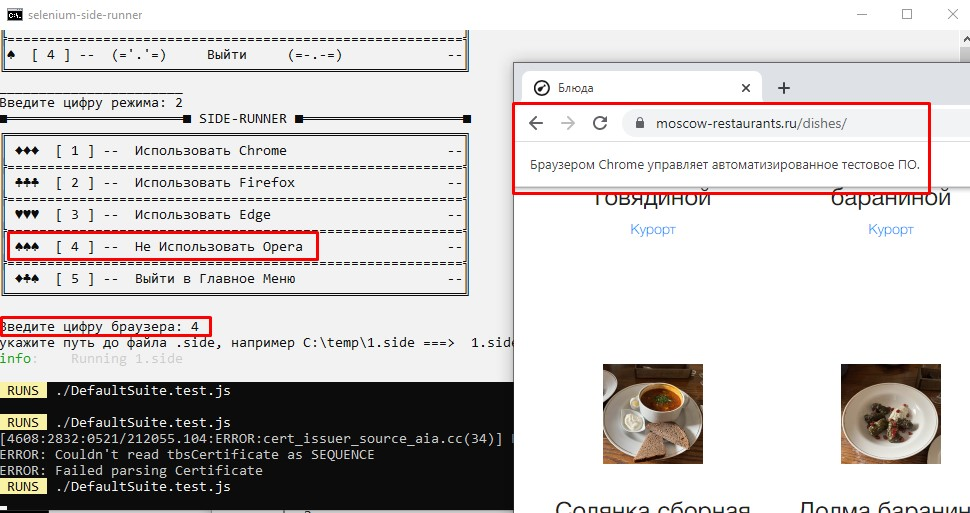 selenium-side-runner
♠ [ 4 ] -- (='.'=) Выйти (=-.-=) --
Введите цифру режима: 2
SIDE-RUNNER
♦♦♦ [ 1 ] -- Использовать Chrome --
♣♣♣ [ 2 ] -- Использовать Firefox --
♥♥♥ [ 3 ] -- Использовать Edge --
♠♠♠ [ 4 ] -- Не Использовать Opera --
♦♣♠ [ 5 ] -- Выйти в Главное Меню --
Введите цифру браузера: 4
укажите путь до файла .side, например C:\temp\1.side ===> 1.side
info: Running 1.side
RUNS ./DefaultSuite.test.js
RUNS ./DefaultSuite.test.js
[4608:2832:0521/212055.104:ERROR:cert_issuer_source_aia.cc(34)]
ERROR: Couldn't read tbsCertificate as SEQUENCE
ERROR: Failed parsing Certificate
RUNS ./DefaultSuite.test.js
Блюда
moscow-restaurants.ru/dishes/
Браузером Chrome управляет автоматизированное тестовое ПО.
говядиной
бараниной
Курорт
Курорт
Солянка сборная
Долма баранин